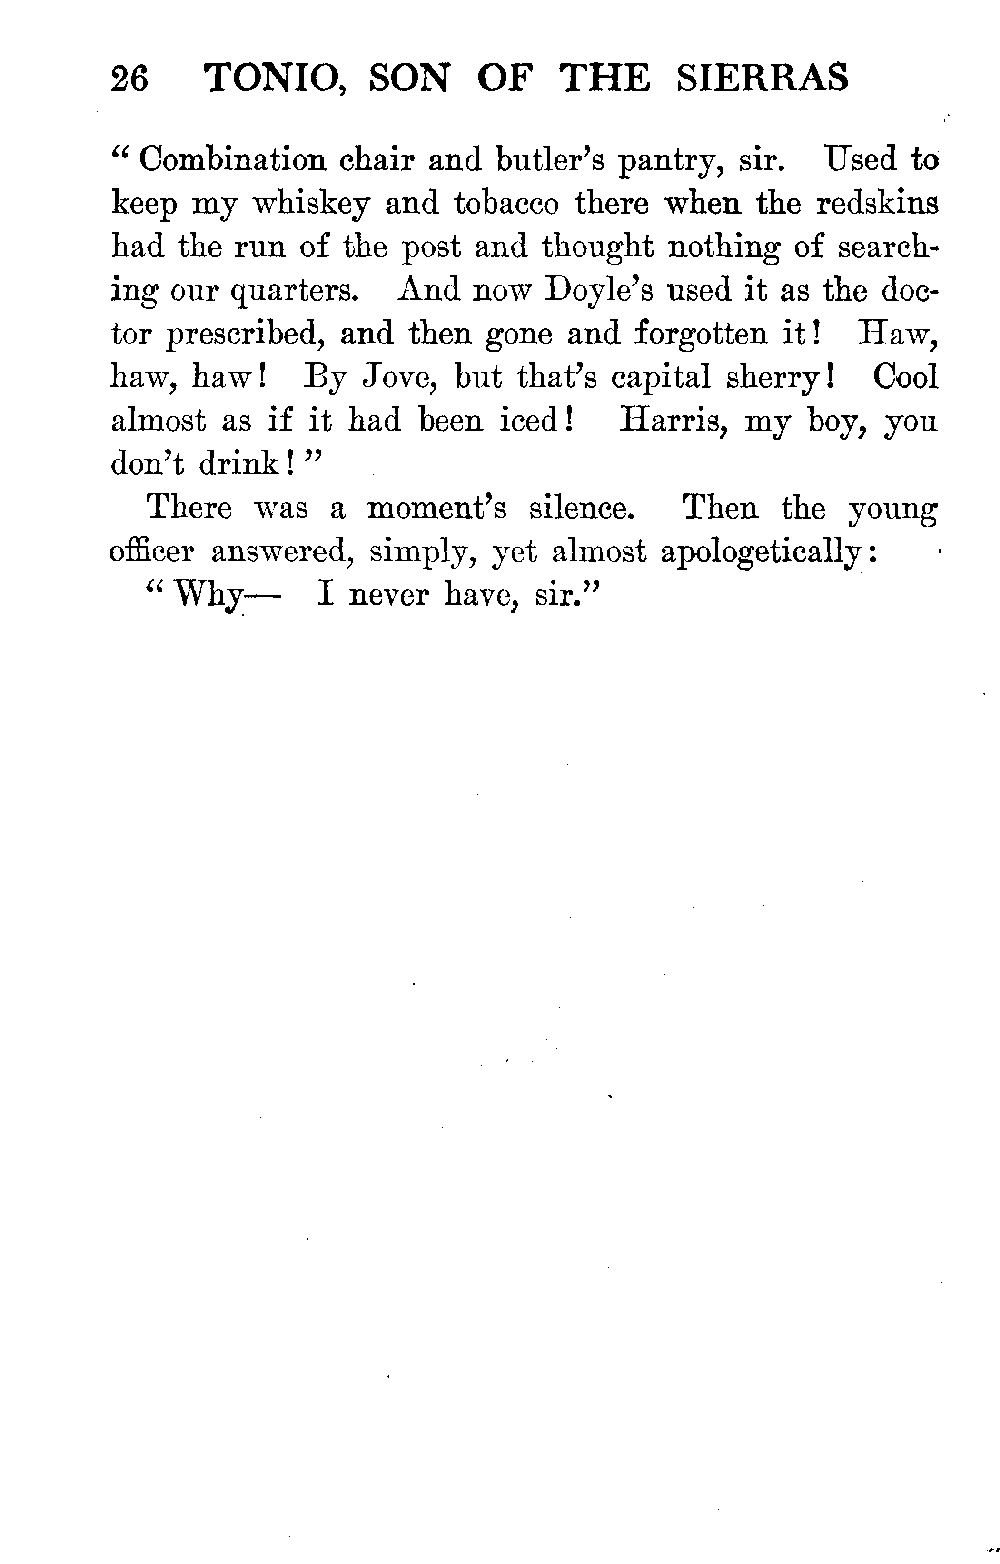 26 TONIO, SON OF THE SIERRAS
“ Combination chair and butler’s pantry, sir. Used to
keep my whiskey and tobacco there when the redskins
had the run of the post and thought nothing of search-
ing our quarters. And now Doyle’s used it as the doc-
tor prescribed, and then gone and forgotten it! Haw,
haw, haw! By Jove, but that’s capital sherry! Cool
almost as if it had been iced! Harris, my boy, you
don’t drink! ”
There was a moment’s silence. Then the young
officer answered, simply, yet almost apologetically:
“ Why— I never have, sir.”